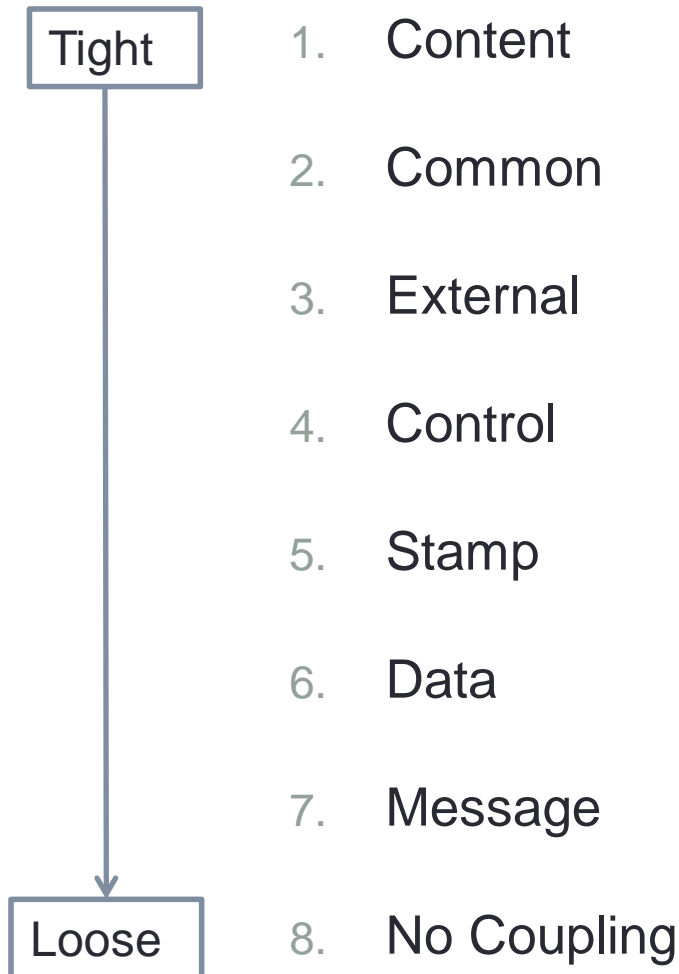 Tight
1. Content
2. Common
3. External
4. Control
5. Stamp
6. Data
7. Message
Loose
8. No Coupling